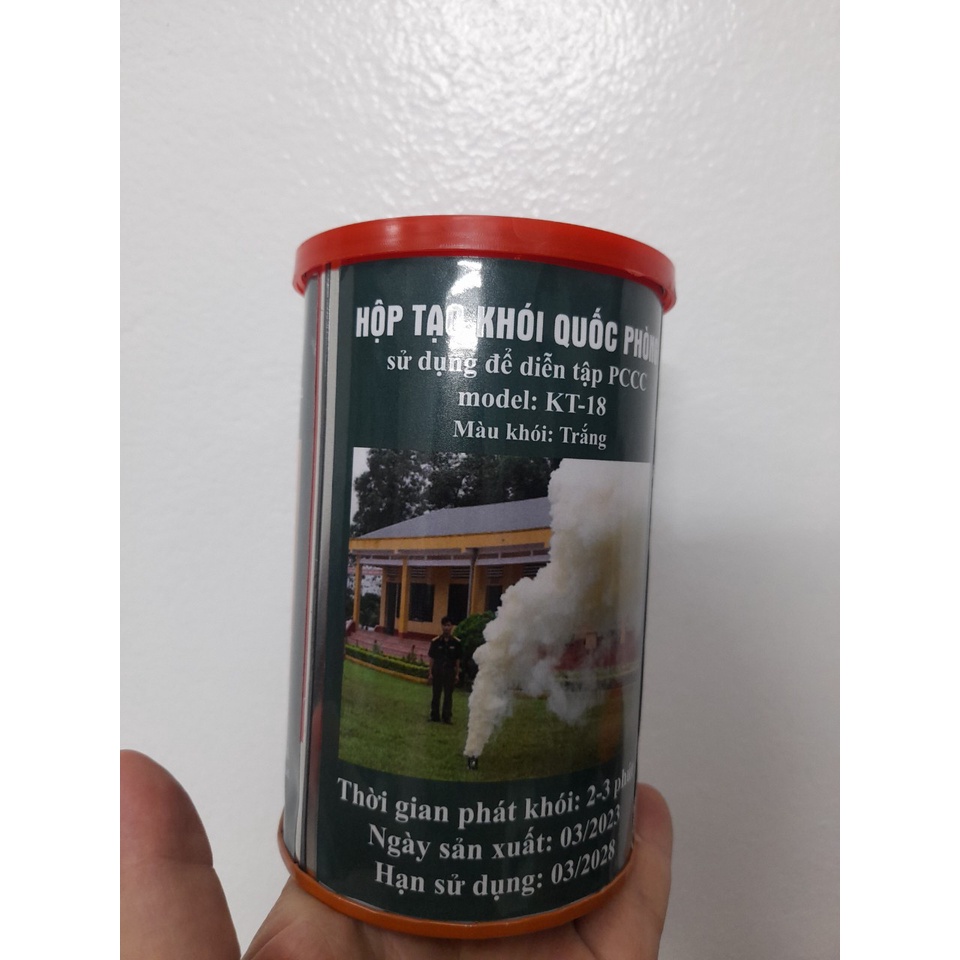 HỘP TẠO KHÓI QUỐC PHÒNG
sử dụng để diễn tập PCCC
model: KT-18
Màu khói: Trắng
Thời gian phát khói: 2-3 phút
Ngày sản xuất: 03/2023
Hạn sử dụng: 03/2028